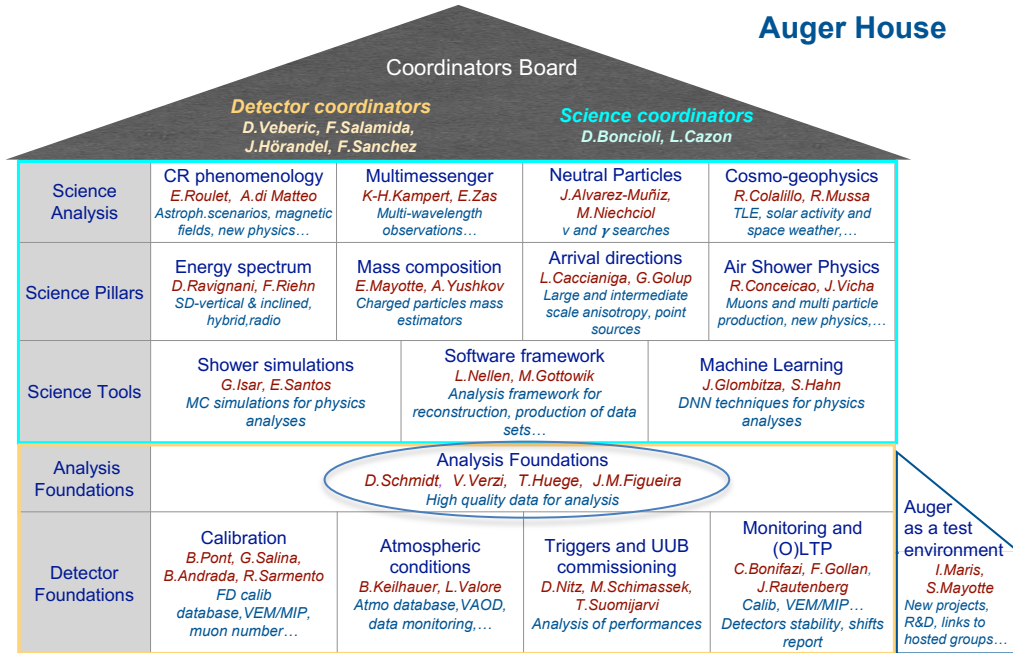 Auger House
Coordinators Board
Detector coordinators
D.Veberic, F.Salamida,
J.Hörandel, F.Sanchez
Science coordinators
D.Boncioli, L.Cazon
Science
Analysis
CR phenomenology
E.Roulet, A.di Matteo
Astroph.scenarios, magnetic
fields, new physics…
Multimessenger
K-H.Kampert, E.Zas
Multi-wavelength
observations…
Neutral Particles
J.Alvarez-Muñiz,
M.Niechciol
ν and γ searches
Cosmo-geophysics
R.Colalillo, R.Mussa
TLE, solar activity and
space weather,…
Science Pillars
Energy spectrum
D.Ravignani, F.Riehn
SD-vertical & inclined,
hybrid,radio
Mass composition
E.Mayotte, A.Yushkov
Charged particles mass
estimators
Arrival directions
L.Caccianiga, G.Golup
Large and intermediate
scale anisotropy, point
sources
Air Shower Physics
R.Conceicao, J.Vicha
Muons and multi particle
production, new physics,…
Science Tools
Shower simulations
G.Isar, E.Santos
MC simulations for physics
analyses
Software framework
L.Nellen, M.Gottowik
Analysis framework for
reconstruction, production of data
sets…
Machine Learning
J.Glombitza, S.Hahn
DNN techniques for physics
analyses
Analysis
Foundations
Analysis Foundations
D.Schmidt, V.Verzi, T.Huege, J.M.Figueira
High quality data for analysis
Detector
Foundations
Calibration
B.Pont, G.Salina,
B.Andrada, R.Sarmento
FD calib
database,VEM/MIP,
muon number…
Atmospheric
conditions
B.Keilhauer, L.Valore
Atmo database,VAOD,
data monitoring,…
Triggers and UUB
commissioning
D.Nitz, M.Schimassek,
T.Suomijarvi
Analysis of performances
Monitoring and
(O)LTP
C.Bonifazi, F.Gollan,
J.Rautenberg
Calib, VEM/MIP…
Detectors stability, shifts
report
Auger
as a test
environment
I.Maris,
S.Mayotte
New projects,
R&D, links to
hosted groups…